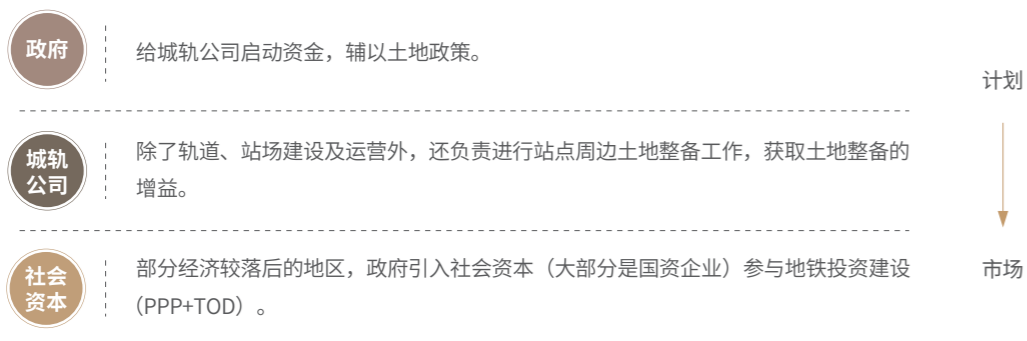 政府
给城轨公司启动资金，辅以土地政策。
计划
城轨
公司
除了轨道、站场建设及运营外，还负责进行站点周边土地整备工作，获取土地整备的
增益。
社会
资本
部分经济较落后的地区，政府引入社会资本（大部分是国资企业）参与地铁投资建设
（PPP+TOD）。
市场